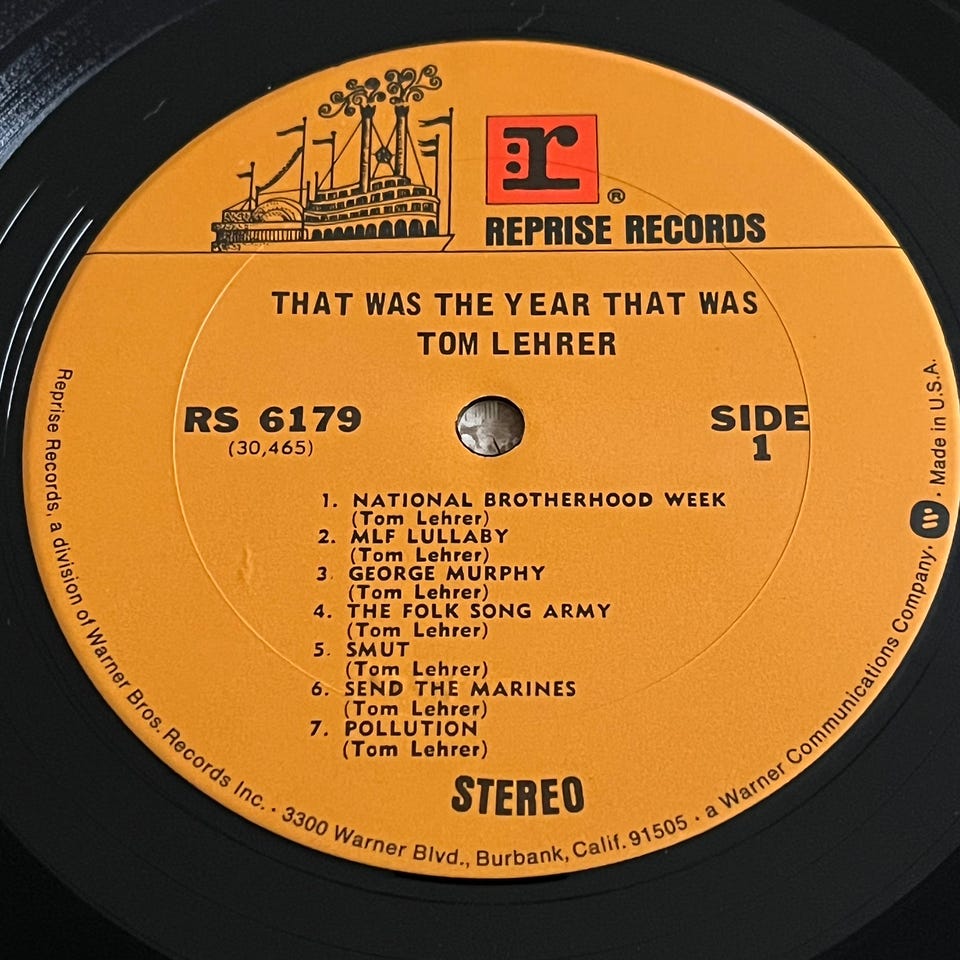 r ®
REPRISE RECORDS
THAT WAS THE YEAR THAT WAS
TOM LEHRER
RS 6179
(30,465)
SIDE
1
1. NATIONAL BROTHERHOOD WEEK
(Tom Lehrer)
2. MLF LULLABY
(Tom Lehrer)
3. GEORGE MURPHY
(Tom Lehrer)
4. THE FOLK SONG ARMY
(Tom Lehrer)
5. SMUT
(Tom Lehrer)
6. SEND THE MARINES
(Tom Lehrer)
7. POLLUTION
(Tom Lehrer)
STEREO
Reprise Records, a division of Warner Bros. Records Inc. · 3300 Warner Blvd., Burbank, Calif. 91505 · a Warner Communications Company. W · Made in U.S.A.